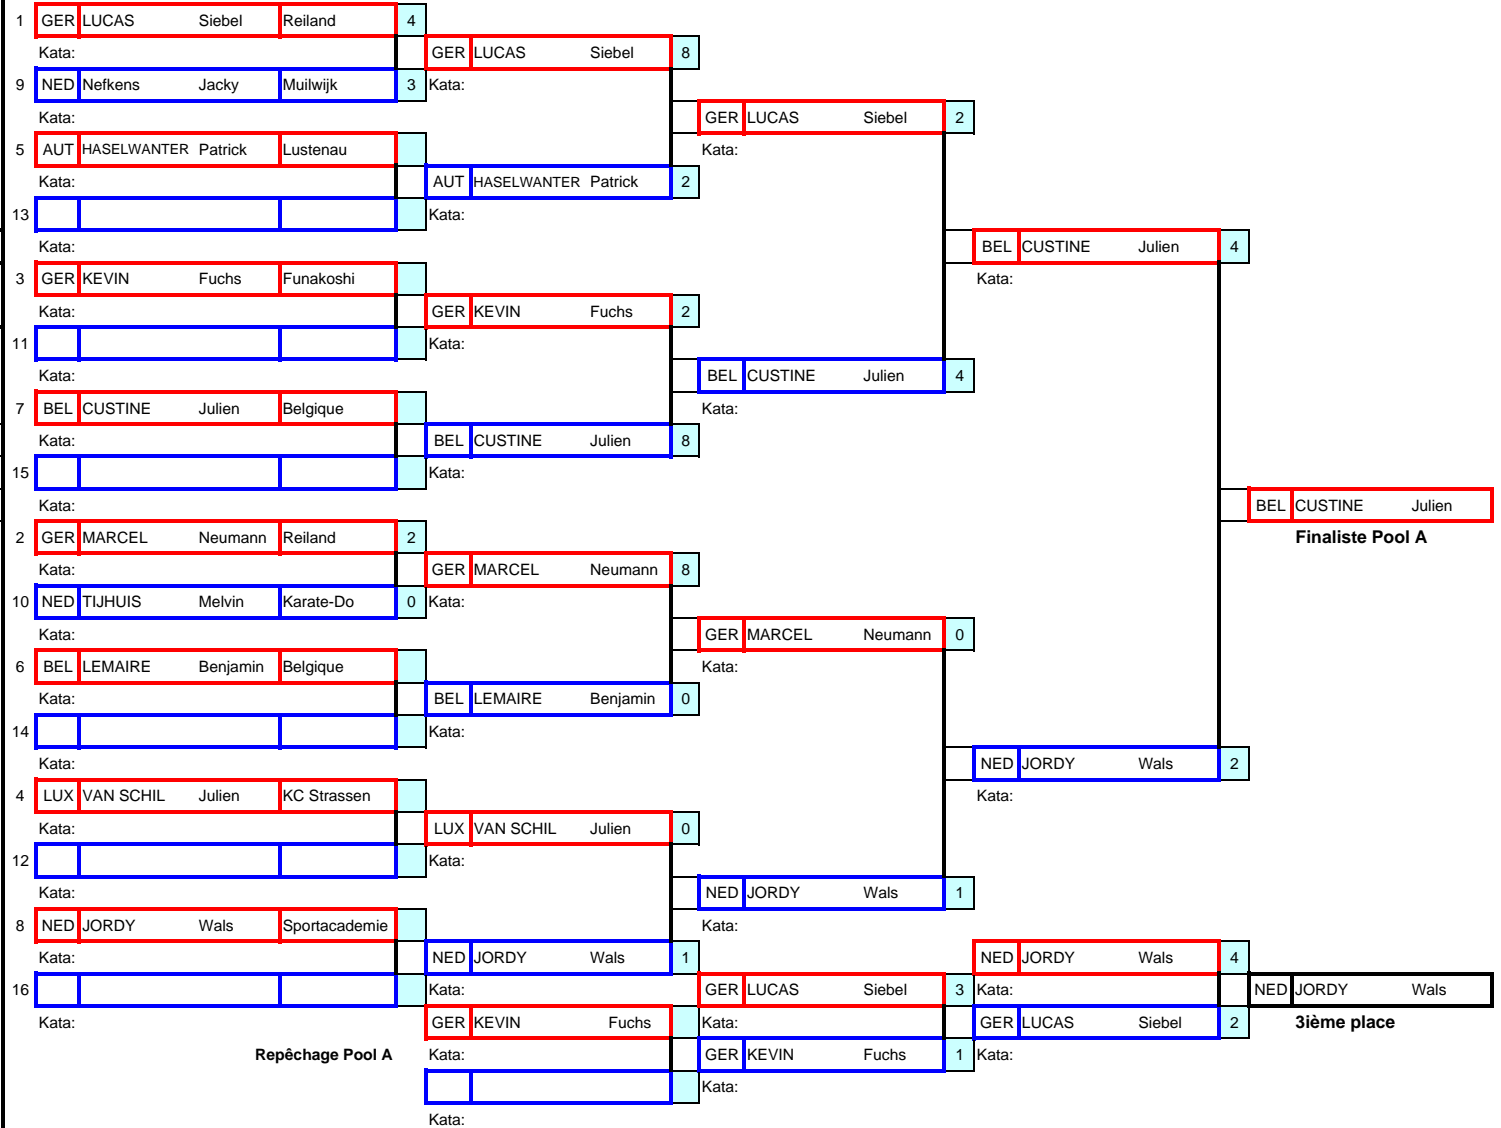 1 GER LUCAS Siebel Reiland 4
Kata: GER LUCAS Siebel 8
9 NED Nefkens Jacky Muilwijk 3 Kata:
Kata: GER LUCAS Siebel 2
5 AUT HASELWANTER Patrick Lustenau Kata:
Kata: AUT HASELWANTER Patrick 2
13 Kata:
Kata: BEL CUSTINE Julien 4
3 GER KEVIN Fuchs Funakoshi Kata:
Kata: GER KEVIN Fuchs 2
11 Kata:
Kata: BEL CUSTINE Julien 4
7 BEL CUSTINE Julien Belgique Kata:
Kata: BEL CUSTINE Julien 8
15 Kata:
Kata: BEL CUSTINE Julien
2 GER MARCEL Neumann Reiland 2 Finaliste Pool A
Kata: GER MARCEL Neumann 8
10 NED TIJHUIS Melvin Karate-Do 0 Kata:
Kata: GER MARCEL Neumann 0
6 BEL LEMAIRE Benjamin Belgique Kata:
Kata: BEL LEMAIRE Benjamin 0
14 Kata:
Kata: NED JORDY Wals 2
4 LUX VAN SCHIL Julien KC Strassen Kata:
Kata: LUX VAN SCHIL Julien 0
12 Kata:
Kata: NED JORDY Wals 1
8 NED JORDY Wals Sportacademie Kata:
Kata: NED JORDY Wals 1 NED JORDY Wals 4
16 Kata: GER LUCAS Siebel 3 Kata: NED JORDY Wals
Kata: GER KEVIN Fuchs Kata: GER LUCAS Siebel 2 3ième place
Repêchage Pool A Kata: GER KEVIN Fuchs 1 Kata:
Kata:
Kata: